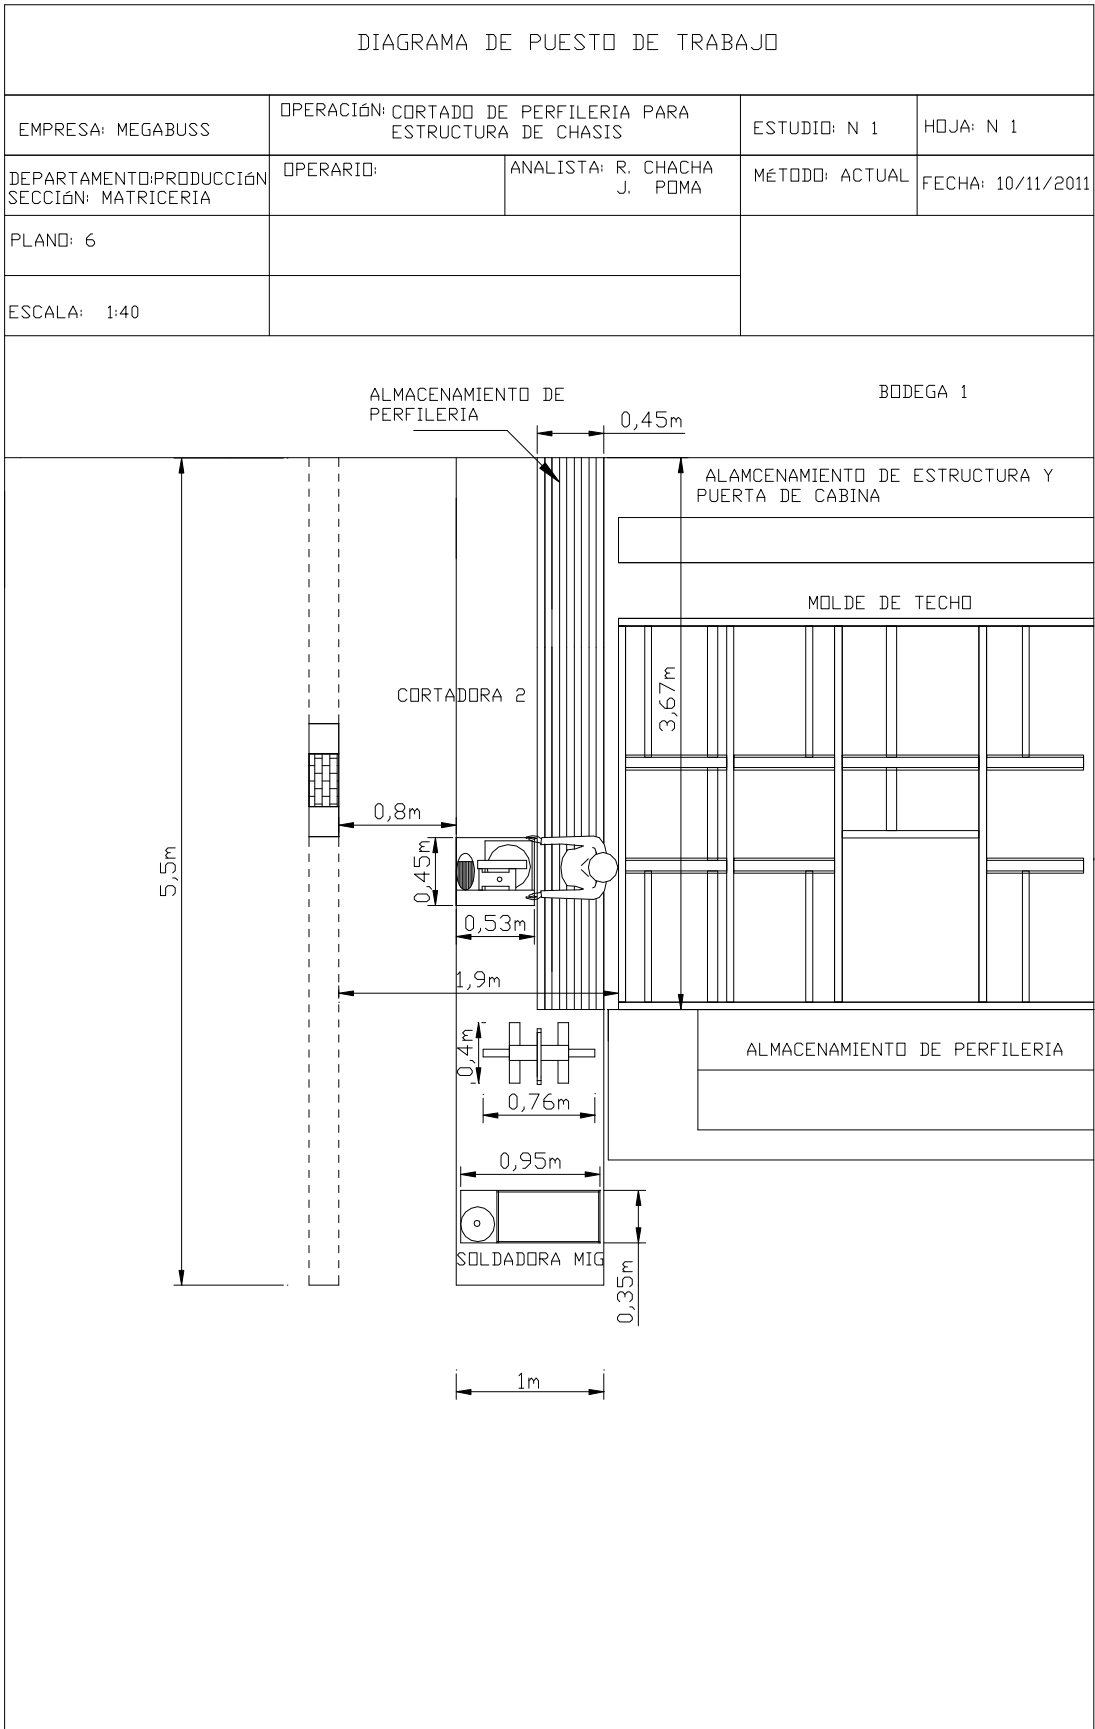 DIAGRAMA DE PUESTO DE TRABAJO
EMPRESA: MEGABUSS
OPERACIóN: CORTADO DE PERFILERIA PARA
ESTRUCTURA DE CHASIS
ESTUDIO: N 1
HOJA: N 1
DEPARTAMENTO:PRODUCCIóN
SECCIóN: MATRICERIA
OPERARIO:
ANALISTA: R. CHACHA
J. POMA
MéTODO: ACTUAL
FECHA: 10/11/2011
PLANO: 6
ESCALA: 1:40
ALMACENAMIENTO DE
PERFILERIA
0,45m
BODEGA 1
ALAMCENAMIENTO DE ESTRUCTURA Y
PUERTA DE CABINA
MOLDE DE TECHO
CORTADORA 2
3,67m
0,8m
5,5m
0,45m
0,53m
1,9m
0,4m
ALMACENAMIENTO DE PERFILERIA
0,76m
0,95m
SOLDADORA MIG
0,35m
1m